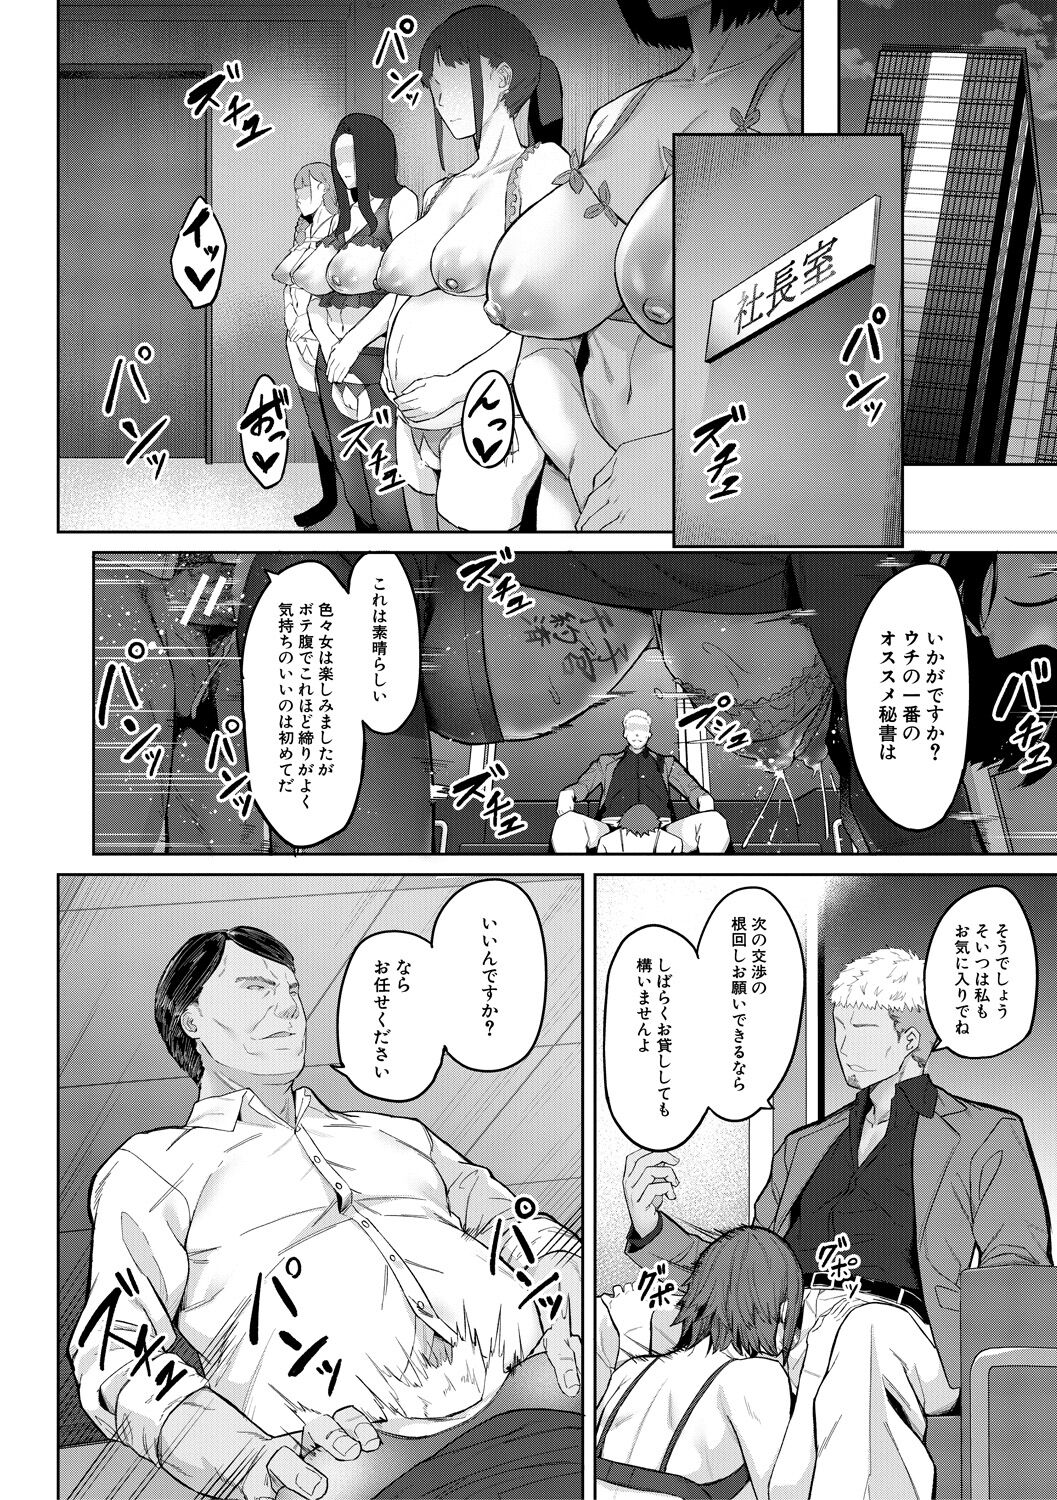 社長室
パンッ
ズチュ
イッ♥
パンッ
おっ♥
ズチュ
んっ♥
パンッ
ズチュ
いかがですか?
ウチの一番の
オススメ秘書は
ズチュ
子宮
予約済
これは素晴らしい
色々女は楽しみましたが
ボテ腹でこれほど締りがよく
気持ちのいいのは初めてだ
パンッ
パンッ
ズチュ
ズチュ
そうでしょう
そいつは私も
お気に入りでね
次の交渉の
根回しお願いできるなら
しばらくお貸ししても
構いませんよ
グポッ
グポッ
いいんですか?
なら
お任せください
パンッ
パンッ
ズチュ